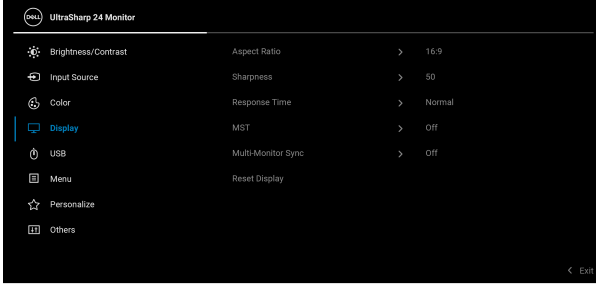 DELL UltraSharp 24 Monitor
Brightness/Contrast Aspect Ratio > 16:9
Input Source Sharpness > 50
Color Response Time > Normal
Display MST > Off
USB Multi-Monitor Sync > Off
Menu Reset Display
Personalize
Others
< Exit